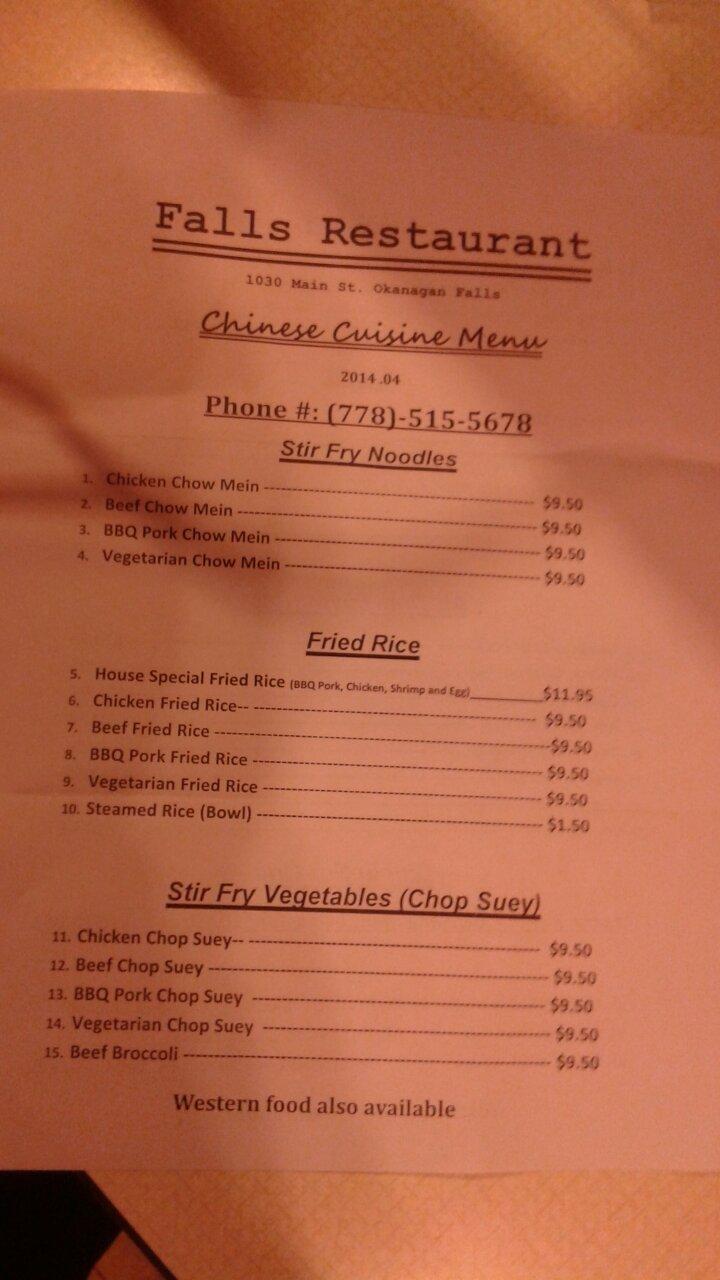 Falls Restaurant
1030 Main St. Okanagan Falls
Chinese Cuisine Menu
2014.04
Phone #: (778)-515-5678
Stir Fry Noodles
1. Chicken Chow Mein ------------------------------ $9.50
2. Beef Chow Mein ------------------------------ $9.50
3. BBQ Pork Chow Mein ------------------------------ $9.50
4. Vegetarian Chow Mein ------------------------------ $9.50
Fried Rice
5. House Special Fried Rice (BBQ Pork, Chicken, Shrimp and Egg)____________$11.95
6. Chicken Fried Rice-- ------------------------------ $9.50
7. Beef Fried Rice ------------------------------$9.50
8. BBQ Pork Fried Rice ------------------------------ $9.50
9. Vegetarian Fried Rice ------------------------------ $9.50
10. Steamed Rice (Bowl) ------------------------------ $1.50
Stir Fry Vegetables (Chop Suey)
11. Chicken Chop Suey-- ------------------------------ $9.50
12. Beef Chop Suey ------------------------------ $9.50
13. BBQ Pork Chop Suey ------------------------------ $9.50
14. Vegetarian Chop Suey ------------------------------ $9.50
15. Beef Broccoli ------------------------------ $9.50
Western food also available